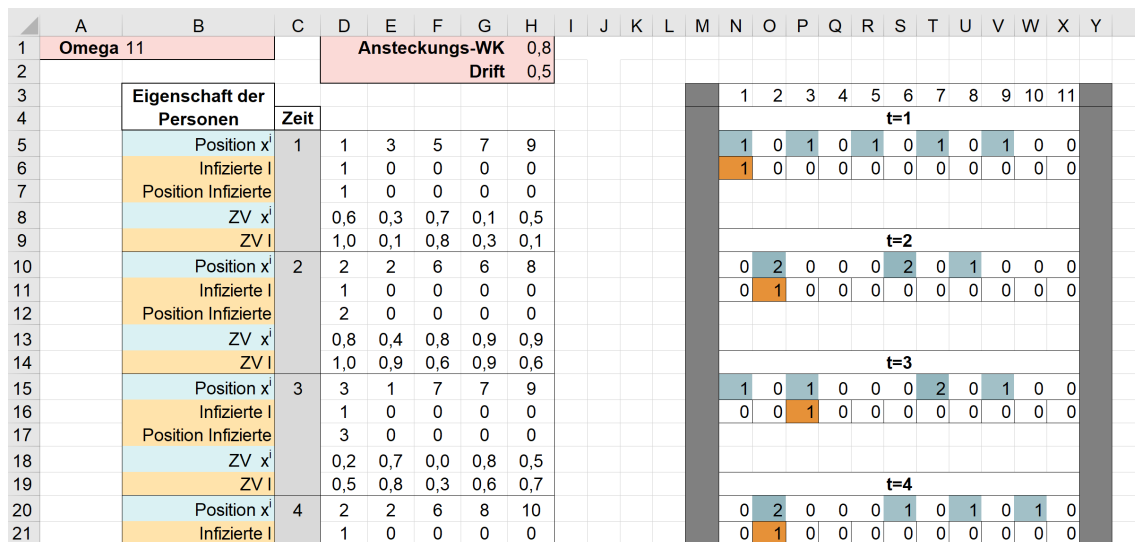 A B C D E F G H I J K L M N O P Q R S T U V W X Y
1 Omega 11 Ansteckungs-WK 0,8
2 Drift 0,5
3 Eigenschaft der 1 2 3 4 5 6 7 8 9 10 11
4 Personen Zeit t=1
5 Position xⁱ 1 1 3 5 7 9 1 0 1 0 1 0 1 0 1 0 0
6 Infizierte I 1 0 0 0 0 1 0 0 0 0 0 0 0 0 0 0
7 Position Infizierte 1 0 0 0 0
8 ZV xⁱ 0,6 0,3 0,7 0,1 0,5
9 ZV I 1,0 0,1 0,8 0,3 0,1 t=2
10 Position xⁱ 2 2 2 6 6 8 0 2 0 0 0 2 0 1 0 0 0
11 Infizierte I 1 0 0 0 0 0 1 0 0 0 0 0 0 0 0 0
12 Position Infizierte 2 0 0 0 0
13 ZV xⁱ 0,8 0,4 0,8 0,9 0,9
14 ZV I 1,0 0,9 0,6 0,9 0,6 t=3
15 Position xⁱ 3 3 1 7 7 9 1 0 1 0 0 0 2 0 1 0 0
16 Infizierte I 1 0 0 0 0 0 0 1 0 0 0 0 0 0 0 0
17 Position Infizierte 3 0 0 0 0
18 ZV xⁱ 0,2 0,7 0,0 0,8 0,5
19 ZV I 0,5 0,8 0,3 0,6 0,7 t=4
20 Position xⁱ 4 2 2 6 8 10 0 2 0 0 0 1 0 1 0 1 0
21 Infizierte I 1 0 0 0 0 0 1 0 0 0 0 0 0 0 0 0